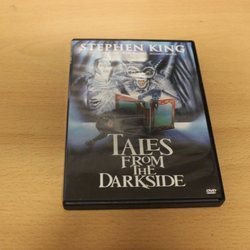 STEPHEN KING
TALES
FROM
THE
DARKSIDE
DVD